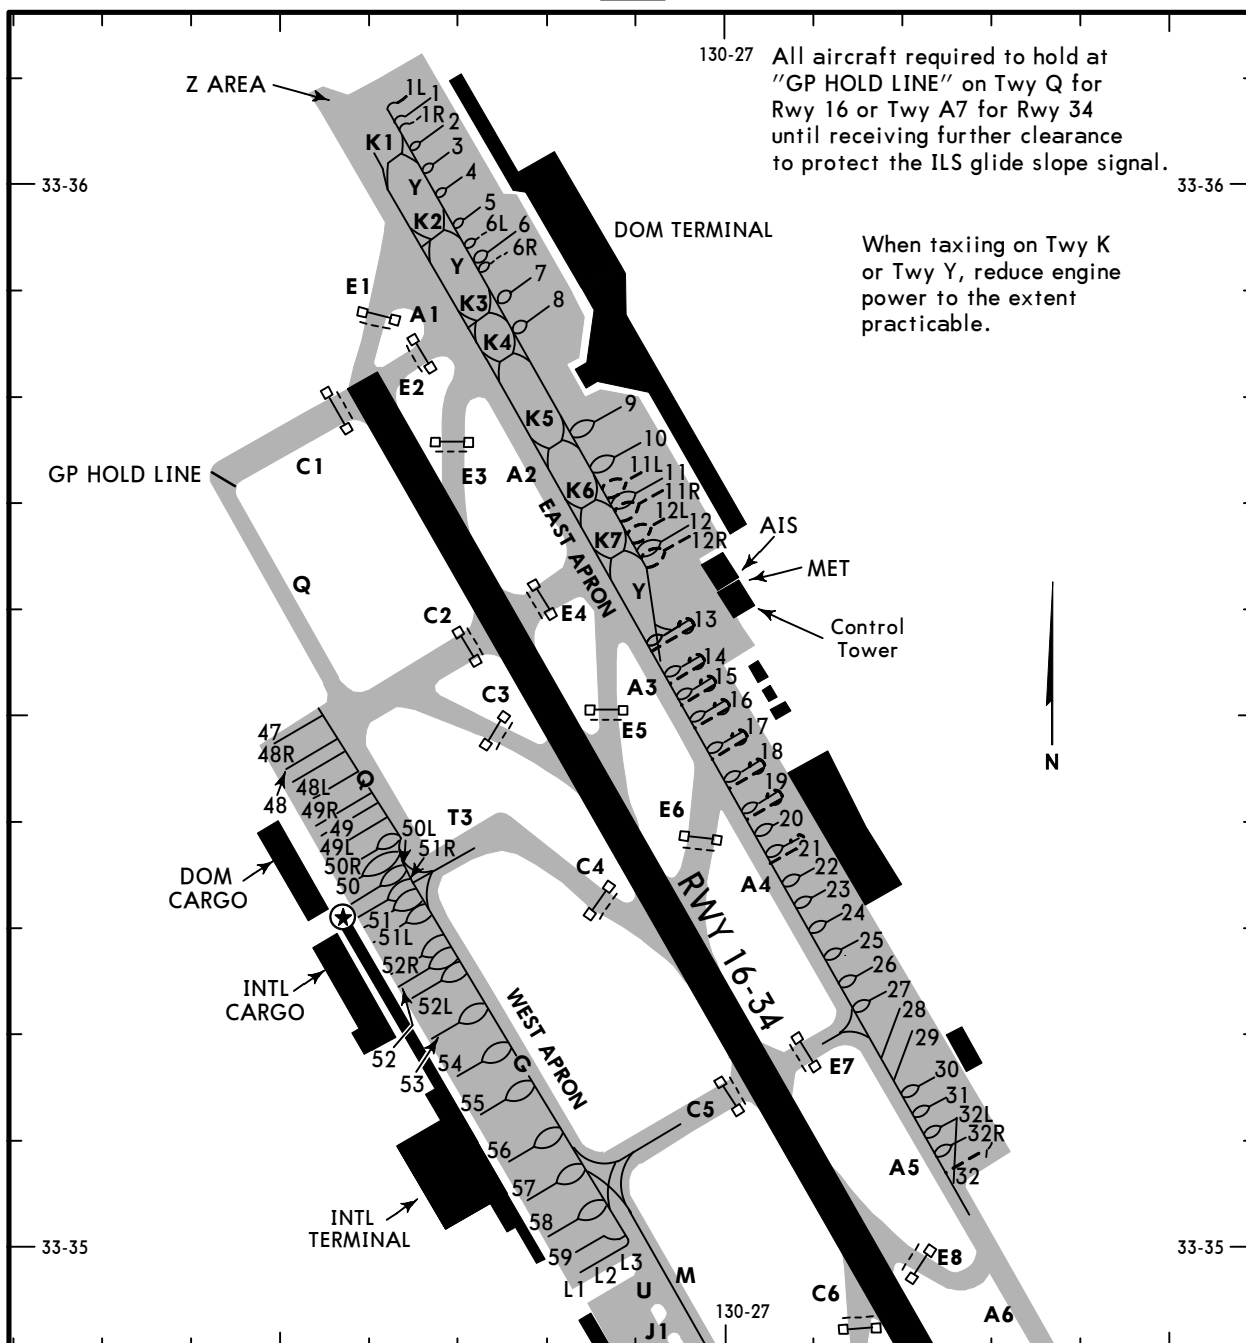 130-27
All aircraft required to hold at
"GP HOLD LINE" on Twy Q for
Rwy 16 or Twy A7 for Rwy 34
until receiving further clearance
to protect the ILS glide slope signal.
Z AREA
1L
1
1R
2
K1
3
4
Y
33-36
33-36
5
K2
6L
6
6R
DOM TERMINAL
When taxiing on Twy K
or Twy Y, reduce engine
power to the extent
practicable.
Y
7
E1
K3
8
A1
K4
E2
9
K5
10
C1
GP HOLD LINE
E3
A2
11L
11
K6
11R
12L
EAST APRON
12
12R
K7
AIS
MET
Q
Y
C2
E4
13
Control
Tower
14
15
A3
C3
16
47
E5
17
48R
18
Q
48L
48
49R
19
T3
E6
49
50L
20
49L
51R
21
50R
DOM
CARGO
C4
50
A4
22
23
51
24
51L
RWY 16-34
25
52R
26
INTL
CARGO
52L
WEST APRON
27
28
52
29
54
G
53
E7
30
55
C5
31
32L
32R
56
A5
32
57
INTL
TERMINAL
58
33-35
33-35
59
L3
E8
L2
L1
M
U
C6
130-27
A6
J1
N